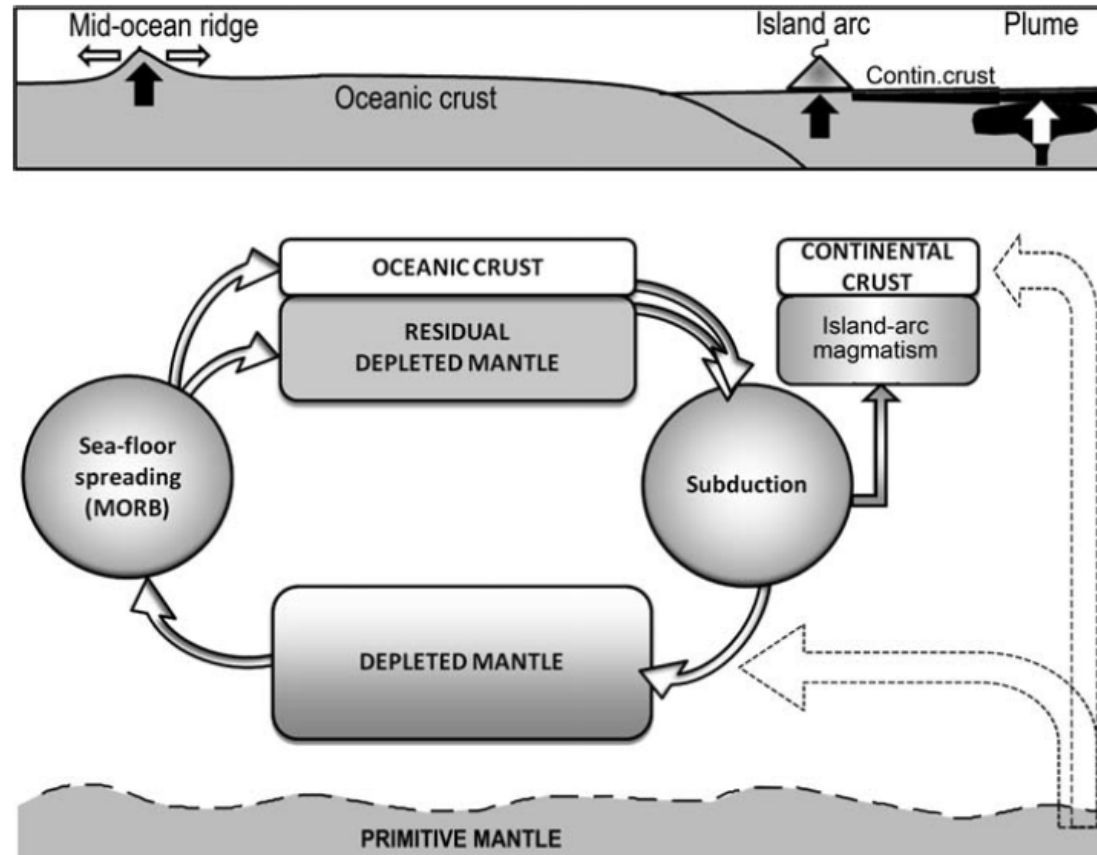 Mid-ocean ridge
Island arc
Plume
Contin.crust
Oceanic crust
OCEANIC CRUST
RESIDUAL
DEPLETED MANTLE
CONTINENTAL
CRUST
Island-arc
magmatism
Sea-floor
spreading
(MORB)
Subduction
DEPLETED MANTLE
PRIMITIVE MANTLE